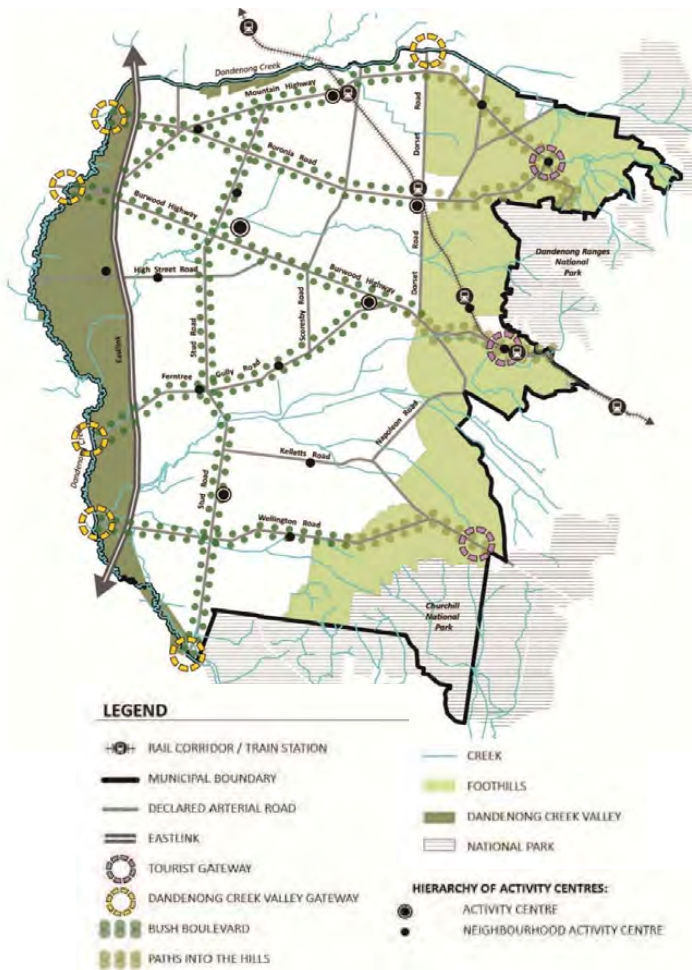 Dandenong Creek
Mountain Highway
Boronia Road
Dorset Road
Burwood Highway
Dandenong Ranges
National
Park
High Street Road
Burwood Highway
Dorset Road
Eastlink
Stud Road
Scoresby Road
Ferntree Gully Road
Napoleon Road
Kelletts Road
Stud Road
Wellington Road
Churchill
National
Park
LEGEND
RAIL CORRIDOR / TRAIN STATION
MUNICIPAL BOUNDARY
DECLARED ARTERIAL ROAD
EASTLINK
TOURIST GATEWAY
DANDENONG CREEK VALLEY GATEWAY
BUSH BOULEVARD
PATHS INTO THE HILLS
CREEK
FOOTHILLS
DANDENONG CREEK VALLEY
NATIONAL PARK
HIERARCHY OF ACTIVITY CENTRES:
ACTIVITY CENTRE
NEIGHBOURHOOD ACTIVITY CENTRE